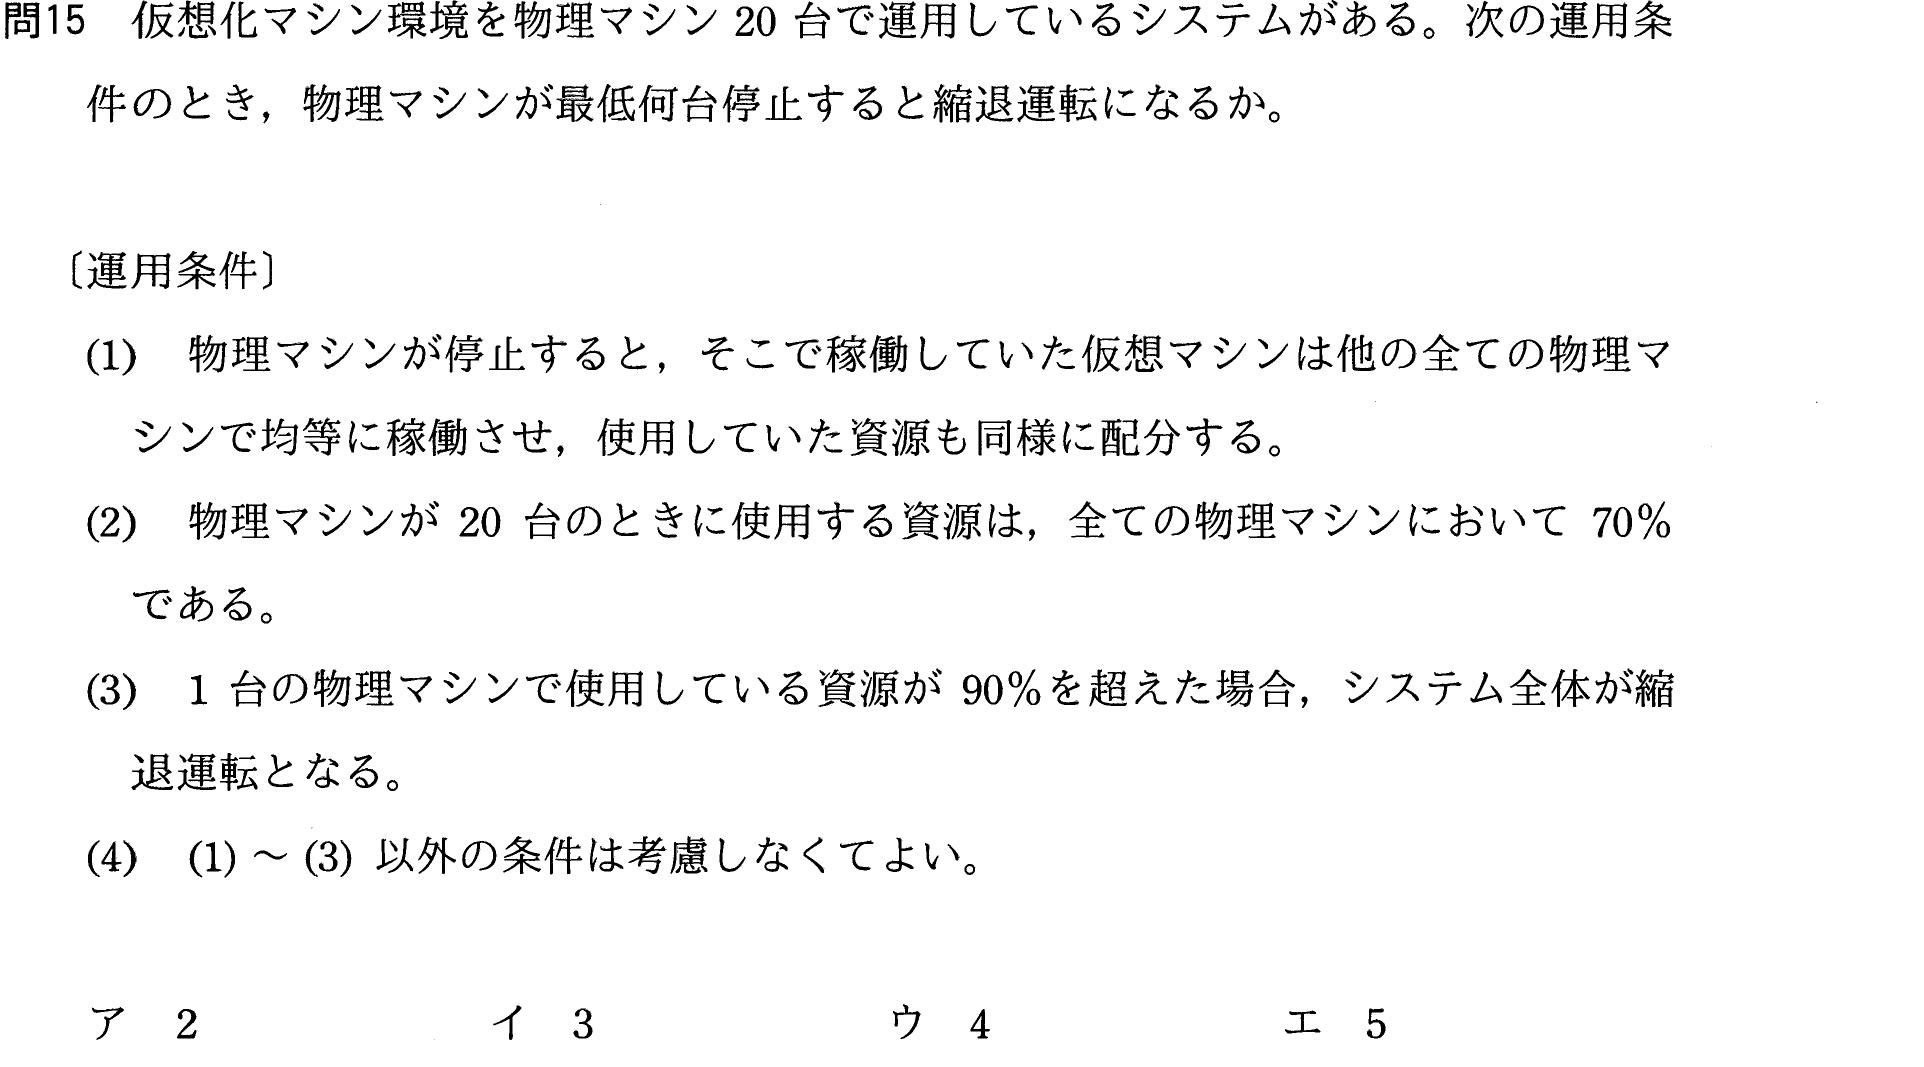 問15　仮想化マシン環境を物理マシン 20 台で運用しているシステムがある。次の運用条
件のとき，物理マシンが最低何台停止すると縮退運転になるか。
〔運用条件〕
(1)　物理マシンが停止すると，そこで稼働していた仮想マシンは他の全ての物理マ
シンで均等に稼働させ，使用していた資源も同様に配分する。
(2)　物理マシンが 20 台のときに使用する資源は，全ての物理マシンにおいて 70％
である。
(3)　1 台の物理マシンで使用している資源が 90％を超えた場合，システム全体が縮
退運転となる。
(4)　(1) ～ (3) 以外の条件は考慮しなくてよい。
ア　2　イ　3　ウ　4　エ　5